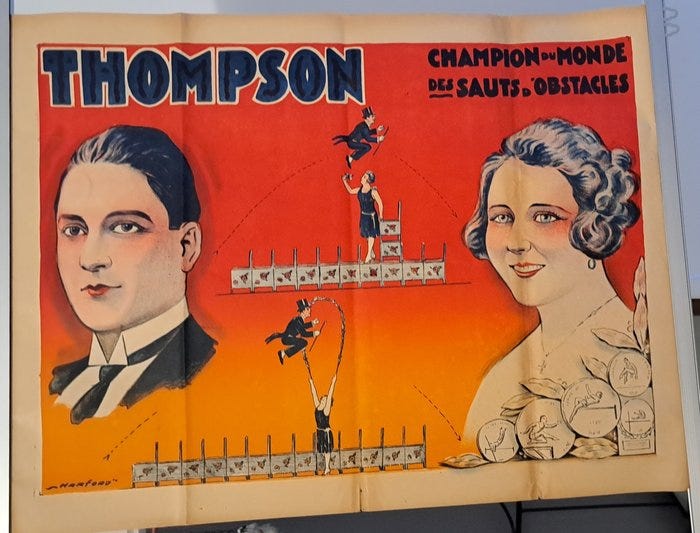 THOMPSON
CHAMPION DU MONDE
DES SAUTS D'OBSTACLES
HARFORD